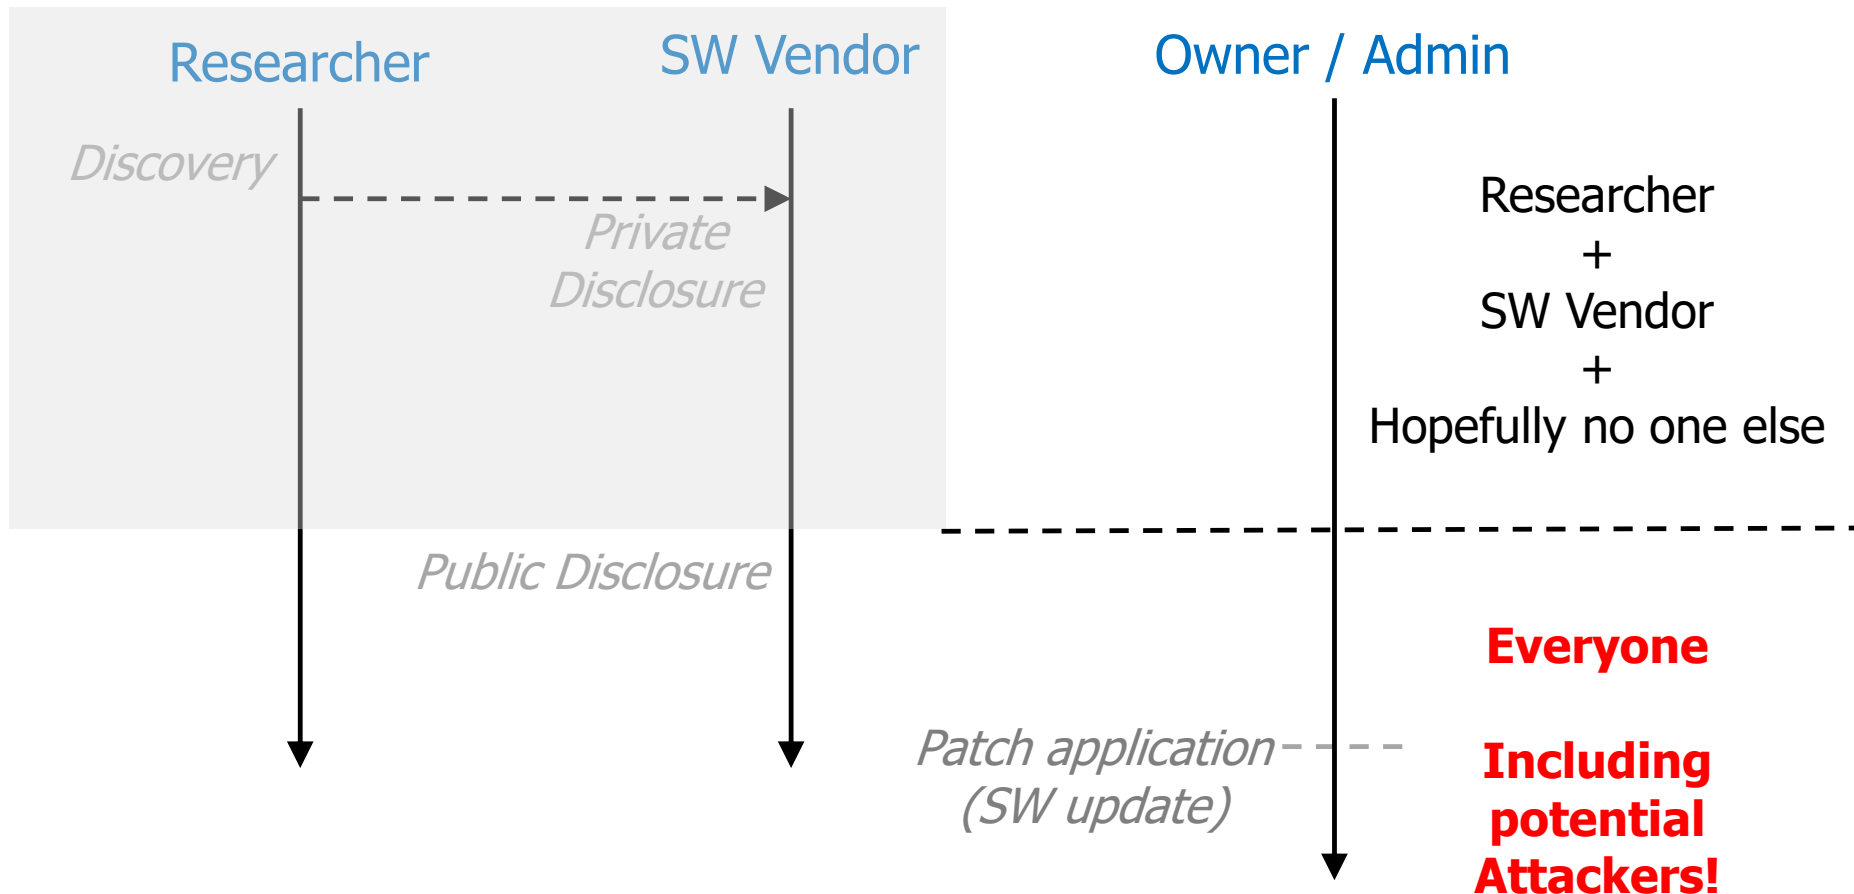 Researcher
SW Vendor
Owner / Admin
Discovery
Private
Disclosure
Researcher
+
SW Vendor
+
Hopefully no one else
Public Disclosure
Everyone
Patch application
(SW update)
Including
potential
Attackers!